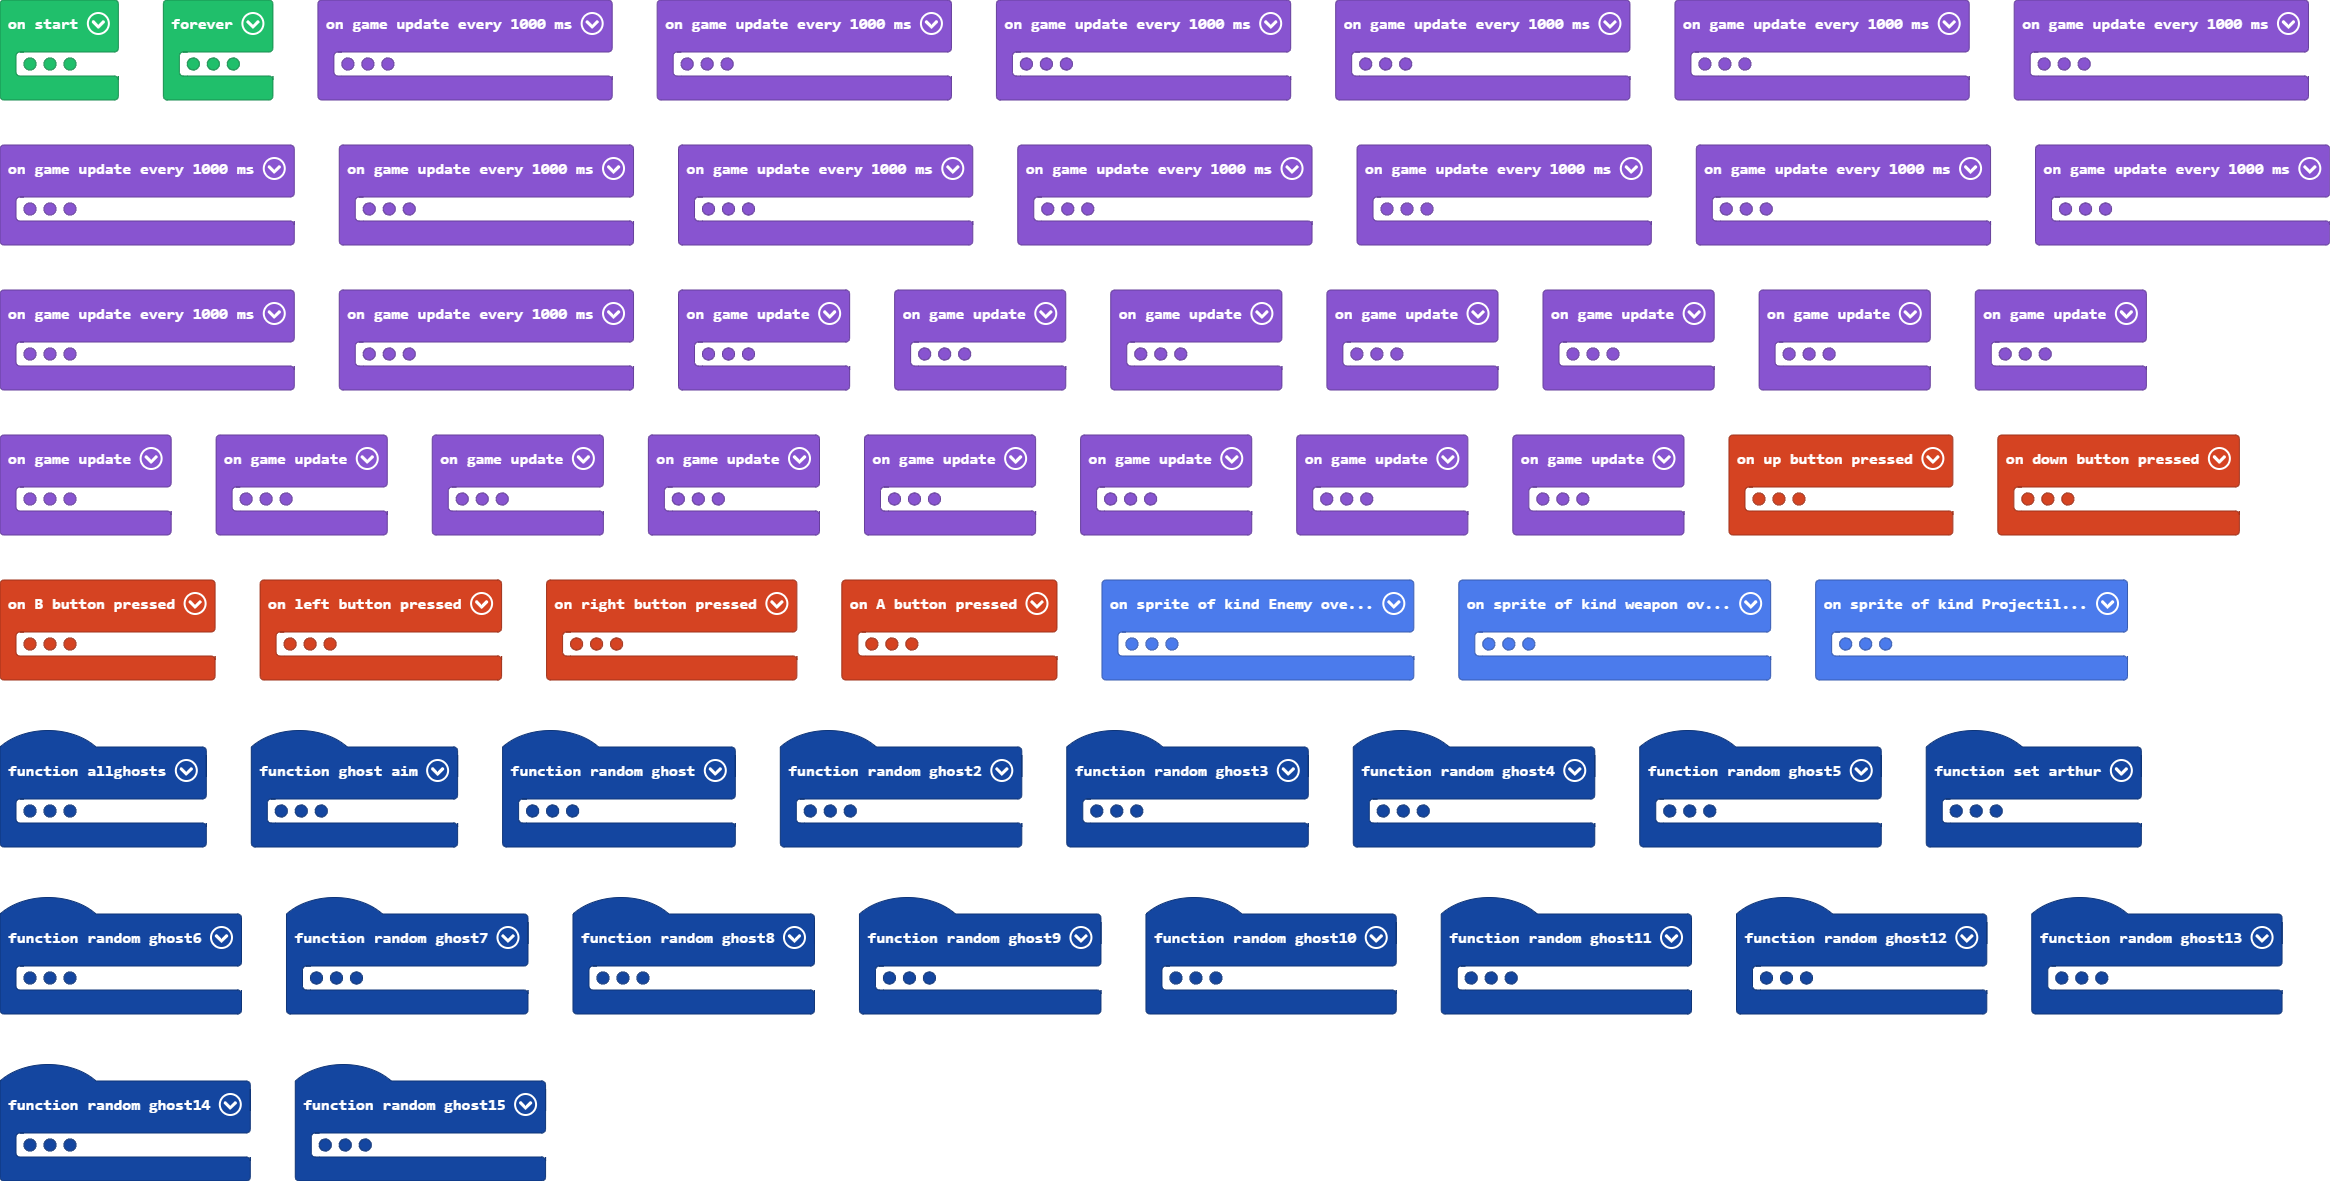 on start forever on game update every 1000 ms on game update every 1000 ms on game update every 1000 ms on game update every 1000 ms on game update every 1000 ms on game update every 1000 ms
on game update every 1000 ms on game update every 1000 ms on game update every 1000 ms on game update every 1000 ms on game update every 1000 ms on game update every 1000 ms on game update every 1000 ms
on game update every 1000 ms on game update every 1000 ms on game update on game update on game update on game update on game update on game update on game update
on game update on game update on game update on game update on game update on game update on game update on game update on up button pressed on down button pressed
on B button pressed on left button pressed on right button pressed on A button pressed on sprite of kind Enemy ove... on sprite of kind weapon ov... on sprite of kind Projectil...
function allghosts function ghost aim function random ghost function random ghost2 function random ghost3 function random ghost4 function random ghost5 function set arthur
function random ghost6 function random ghost7 function random ghost8 function random ghost9 function random ghost10 function random ghost11 function random ghost12 function random ghost13
function random ghost14 function random ghost15